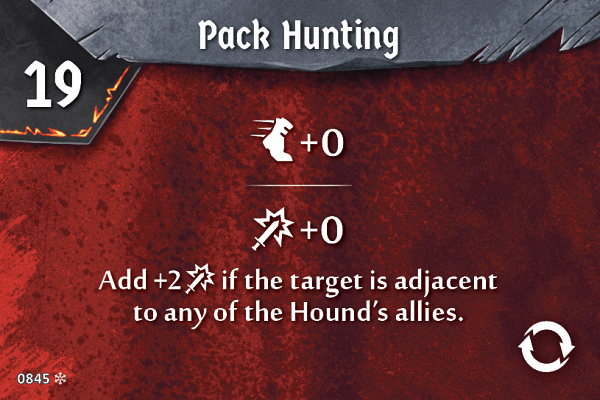 Pack Hunting
19
+0
+0
Add +2 if the target is adjacent
to any of the Hound's allies.
0845